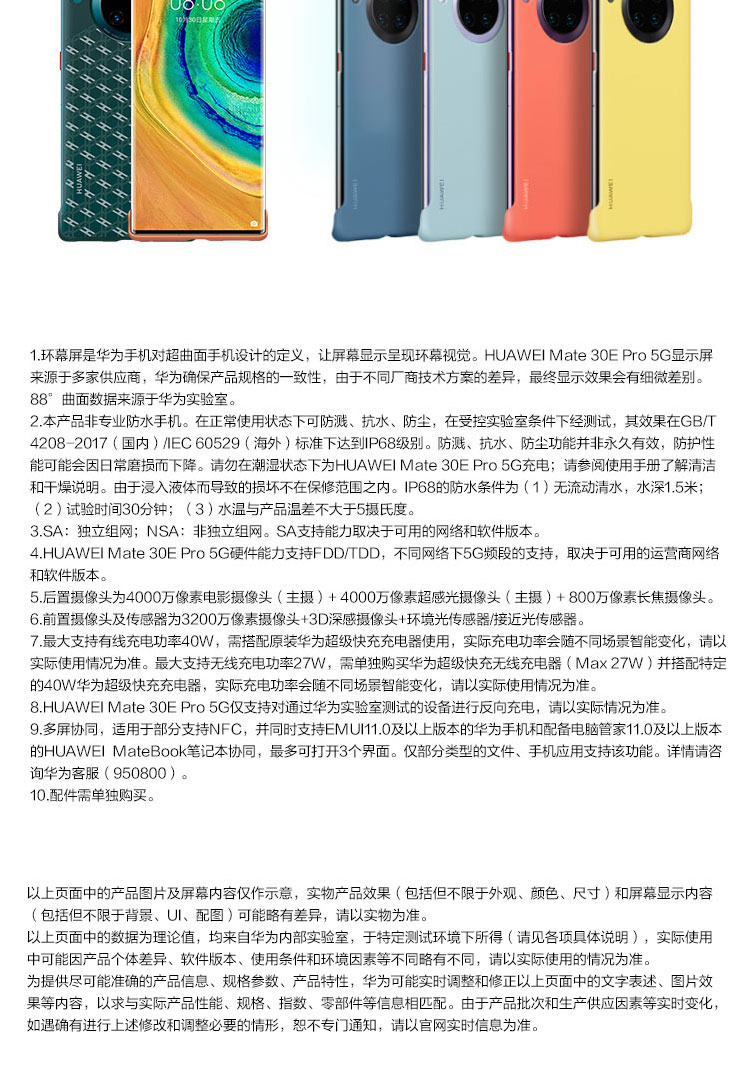 08:08
10月30日星期五
HUAWEI
HUAWEI
HUAWEI
HUAWEI
HUAWEI
1.环幕屏是华为手机对超曲面手机设计的定义，让屏幕显示呈现环幕视觉。HUAWEI Mate 30E Pro 5G显示屏
来源于多家供应商，华为确保产品规格的一致性，由于不同厂商技术方案的差异，最终显示效果会有细微差别。
88°曲面数据来源于华为实验室。
2.本产品非专业防水手机。在正常使用状态下可防溅、抗水、防尘，在受控实验室条件下经测试，其效果在GB/T
4208-2017（国内）/IEC 60529（海外）标准下达到IP68级别。防溅、抗水、防尘功能并非永久有效，防护性
能可能会因日常磨损而下降。请勿在潮湿状态下为HUAWEI Mate 30E Pro 5G充电；请参阅使用手册了解清洁
和干燥说明。由于浸入液体而导致的损坏不在保修范围之内。IP68的防水条件为（1）无流动清水，水深1.5米；
（2）试验时间30分钟；（3）水温与产品温差不大于5摄氏度。
3.SA：独立组网；NSA：非独立组网。SA支持能力取决于可用的网络和软件版本。
4.HUAWEI Mate 30E Pro 5G硬件能力支持FDD/TDD，不同网络下5G频段的支持，取决于可用的运营商网络
和软件版本。
5.后置摄像头为4000万像素电影摄像头（主摄）+ 4000万像素超感光摄像头（主摄）+ 800万像素长焦摄像头。
6.前置摄像头及传感器为3200万像素摄像头+3D深感摄像头+环境光传感器/接近光传感器。
7.最大支持有线充电功率40W，需搭配原装华为超级快充充电器使用，实际充电功率会随不同场景智能变化，请以
实际使用情况为准。最大支持无线充电功率27W，需单独购买华为超级快充无线充电器（Max 27W）并搭配特定
的40W华为超级快充充电器，实际充电功率会随不同场景智能变化，请以实际使用情况为准。
8.HUAWEI Mate 30E Pro 5G仅支持对通过华为实验室测试的设备进行反向充电，请以实际情况为准。
9.多屏协同，适用于部分支持NFC，并同时支持EMUI11.0及以上版本的华为手机和配备电脑管家11.0及以上版本
的HUAWEI MateBook笔记本协同，最多可打开3个界面。仅部分类型的文件、手机应用支持该功能。详情请咨
询华为客服（950800）。
10.配件需单独购买。
以上页面中的产品图片及屏幕内容仅作示意，实物产品效果（包括但不限于外观、颜色、尺寸）和屏幕显示内容
（包括但不限于背景、UI、配图）可能略有差异，请以实物为准。
以上页面中的数据为理论值，均来自华为内部实验室，于特定测试环境下所得（请见各项具体说明），实际使用
中可能因产品个体差异、软件版本、使用条件和环境因素等不同略有不同，请以实际使用的情况为准。
为提供尽可能准确的产品信息、规格参数、产品特性，华为可能实时调整和修正以上页面中的文字表述、图片效
果等内容，以求与实际产品性能、规格、指数、零部件等信息相匹配。由于产品批次和生产供应因素等实时变化，
如遇确有进行上述修改和调整必要的情形，恕不专门通知，请以官网实时信息为准。